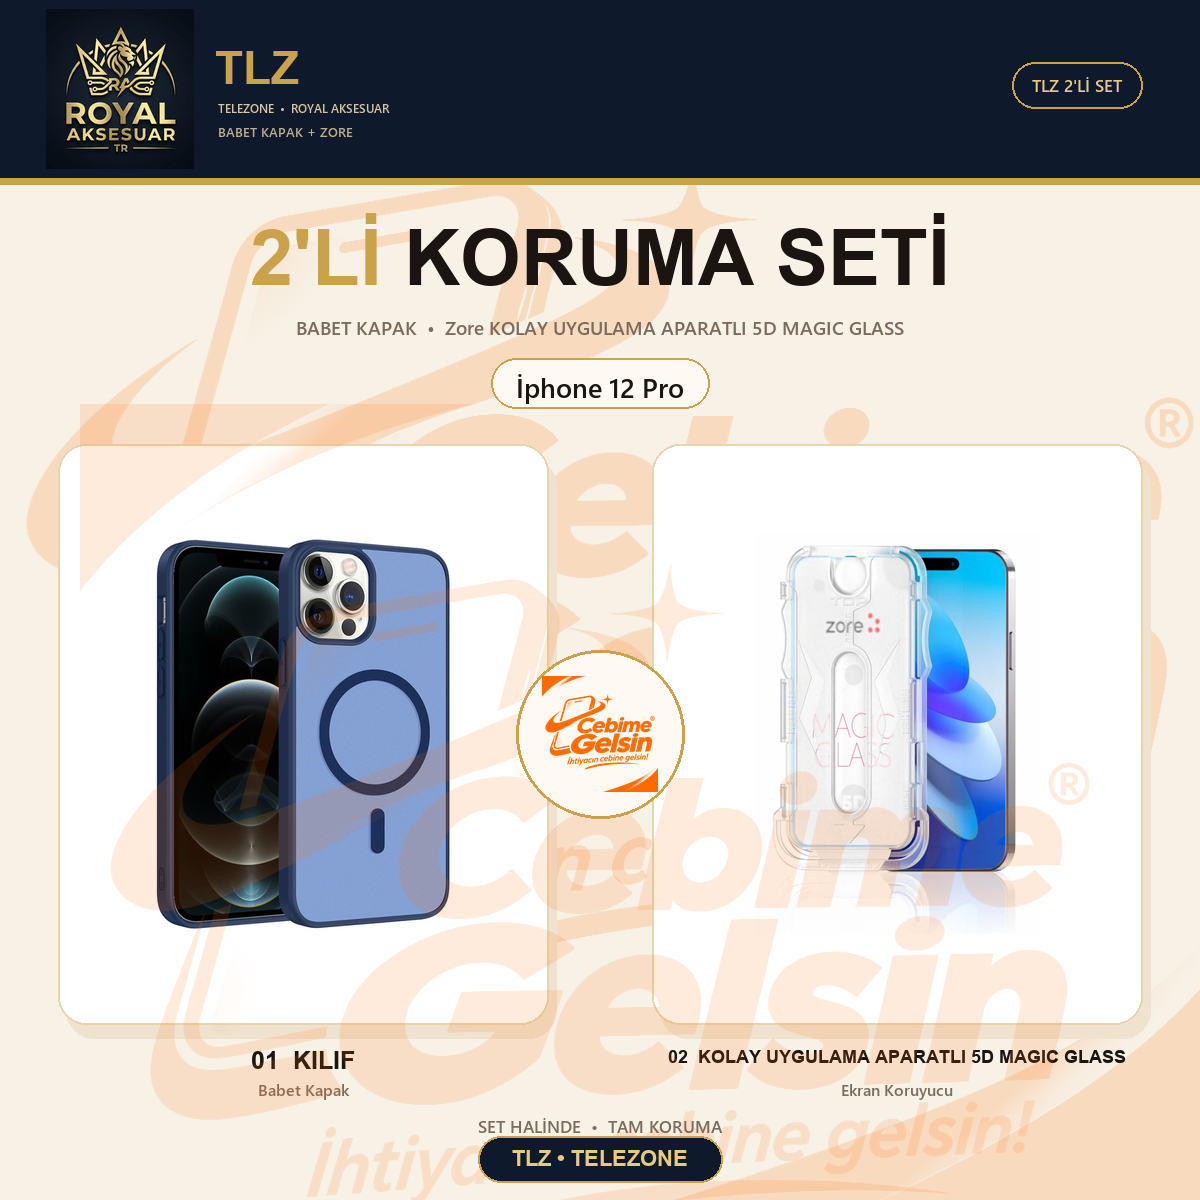 ROYAL
AKSESUAR
TR
TLZ
TELEZONE • ROYAL AKSESUAR
BABET KAPAK + ZORE
TLZ 2'Lİ SET
2'Lİ KORUMA SETİ
BABET KAPAK • Zore KOLAY UYGULAMA APARATLI 5D MAGIC GLASS
İphone 12 Pro
zore
MAGIC
GLASS
5D
Cebime
Gelsin
İhtiyacın cebine gelsin!
Cebime
Gelsin
®
01 KILIF
Babet Kapak
02 KOLAY UYGULAMA APARATLI 5D MAGIC GLASS
Ekran Koruyucu
SET HALİNDE • TAM KORUMA
TLZ • TELEZONE